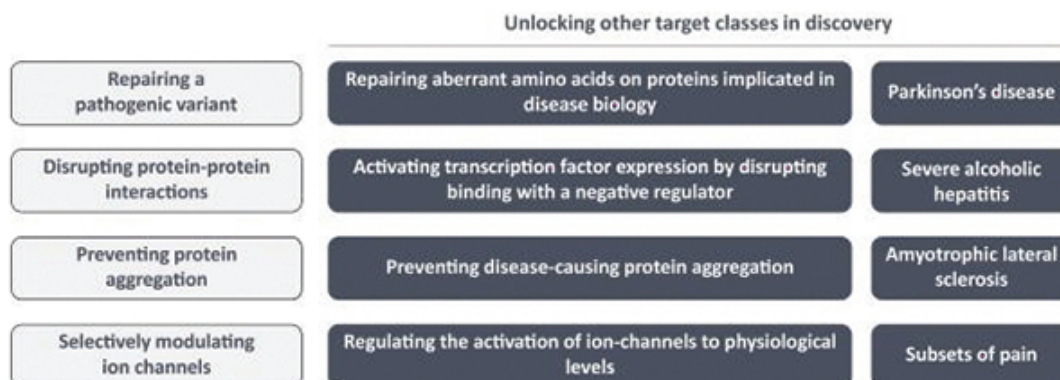 Unlocking other target classes in discovery
Repairing a
pathogenic variant
Repairing aberrant amino acids on proteins implicated in
disease biology
Parkinson's disease
Disrupting protein-protein
interactions
Activating transcription factor expression by disrupting
binding with a negative regulator
Severe alcoholic
hepatitis
Preventing protein
aggregation
Preventing disease-causing protein aggregation
Amyotrophic lateral
sclerosis
Selectively modulating
ion channels
Regulating the activation of ion-channels to physiological
levels
Subsets of pain